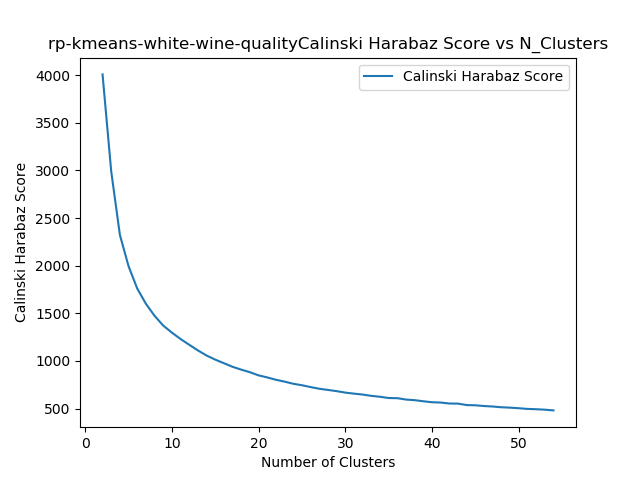 rp-kmeans-white-wine-qualityCalinski Harabaz Score vs N_Clusters
Calinski Harabaz Score
4000
3500
3000
2500
2000
1500
1000
500
Calinski Harabaz Score
0 10 20 30 40 50
Number of Clusters